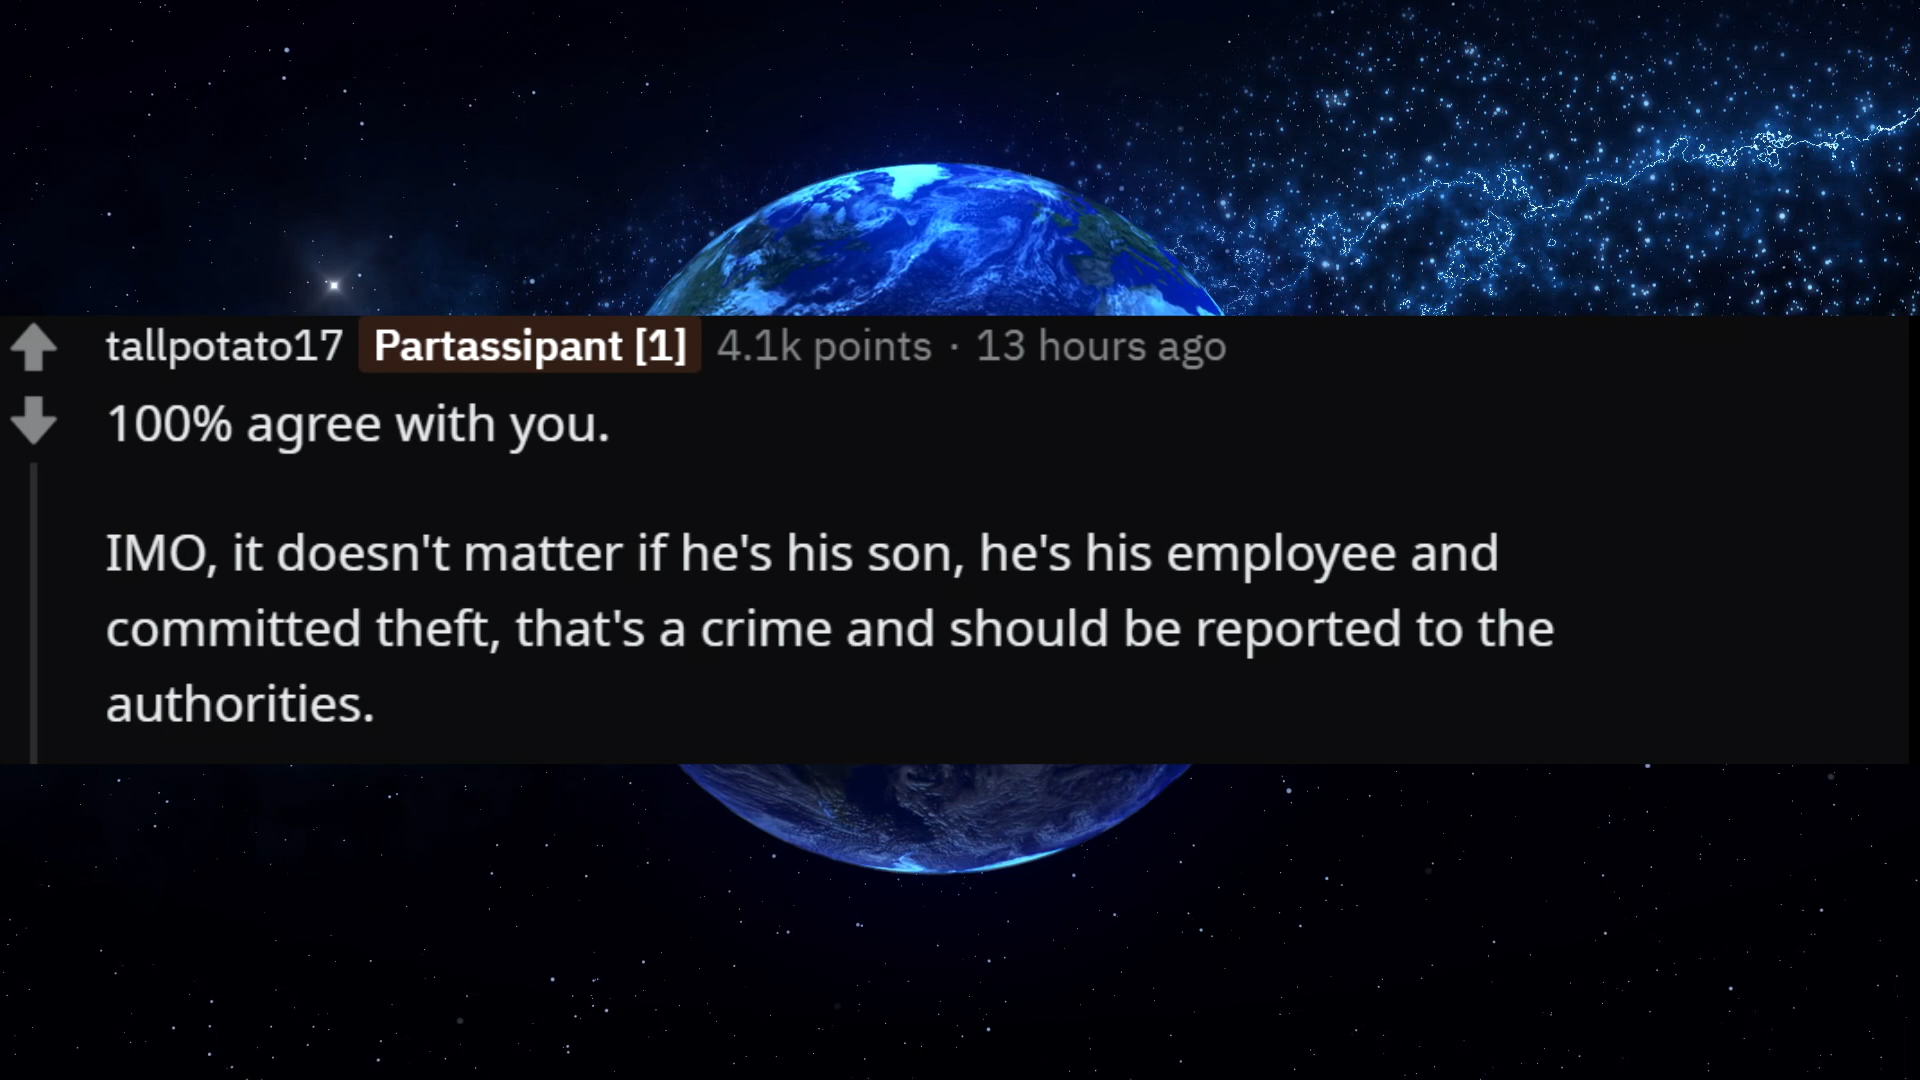 tallpotato17 Partassipant [1] 4.1k points · 13 hours ago
100% agree with you.
IMO, it doesn't matter if he's his son, he's his employee and
committed theft, that's a crime and should be reported to the
authorities.